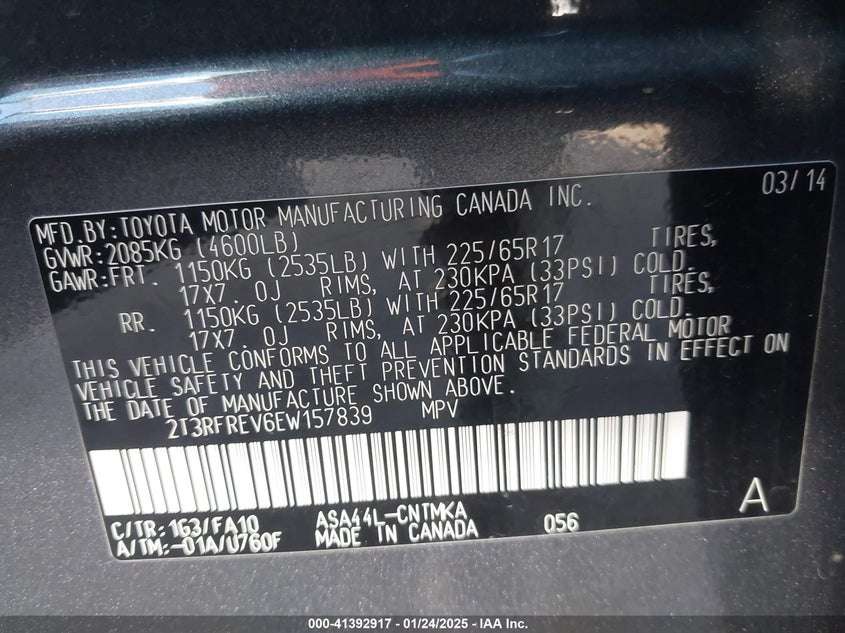 03/14
MFD.BY:TOYOTA MOTOR MANUFACTURING CANADA INC.
GVWR:2085KG (4600LB)
GAWR:FRT. 1150KG (2535LB) WITH 225/65R17 TIRES,
17X7. OJ RIMS, AT 230KPA (33PSI) COLD.
RR. 1150KG (2535LB) WITH 225/65R17 TIRES,
17X7. OJ RIMS, AT 230KPA (33PSI) COLD.
THIS VEHICLE CONFORMS TO ALL APPLICABLE FEDERAL MOTOR
VEHICLE SAFETY AND THEFT PREVENTION STANDARDS IN EFFECT ON
THE DATE OF MANUFACTURE SHOWN ABOVE.
2T3RFREV6EW157839 MPV
A
C/TR:1G3/FA10 ASA44L-CNTMKA 056
A/TM:-01A/U760F MADE IN CANADA
000-41392917 - 01/24/2025 - IAA Inc.